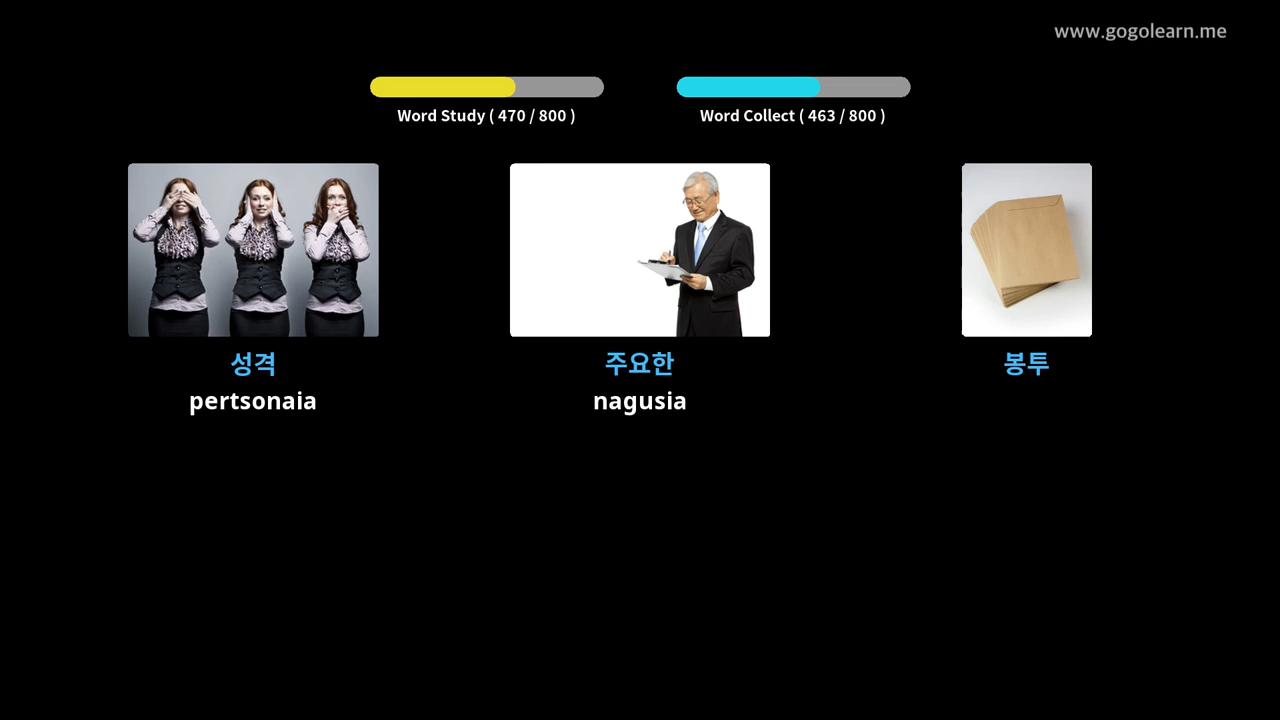 www.gogolearn.me
Word Study ( 470 / 800 )
Word Collect ( 463 / 800 )
성격
pertsonaia
주요한
nagusia
봉투